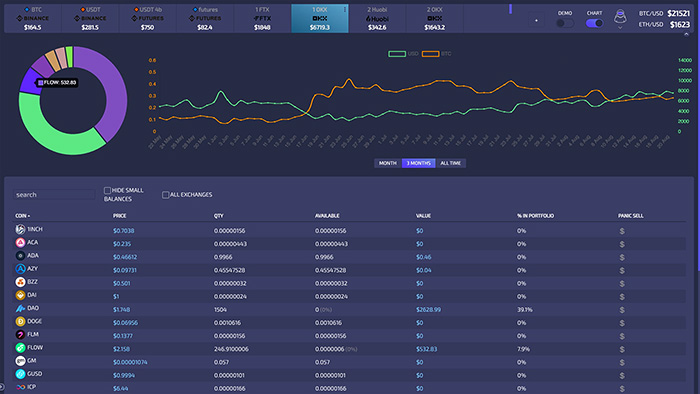 BTC USDT USDT 4b futures 1 FTX 1 OKX 2 Huobi 2 OKX
BINANCE BINANCE BINANCE BINANCE FTX OKX Huobi OKX
FUTURES FUTURES
$164.5 $281.5 $750 $82.4 $1848 $6719.3 $342.6 $1643.2
DEMO CHART
BTC/USD $21521
ETH/USD $1623
FLOW: 532.83
USD BTC
0.6 14000
0.5 12000
0.4 10000
0.3 8000
0.2 6000
0.1 4000
0 2000
0
MONTH 3 MONTHS ALL TIME
search
HIDE SMALL BALANCES
ALL EXCHANGES
COIN PRICE QTY AVAILABLE VALUE % IN PORTFOLIO PANIC SELL
1INCH $0.7038 0.00000156 0.00000156 $0 0% $
ACA $0.235 0.00000443 0.00000443 $0 0% $
ADA $0.46612 0.9966 0.9966 $0.46 0% $
AZY $0.09731 0.45547528 0.45547528 $0.04 0% $
BZZ $0.501 0.00000032 0.00000032 $0 0% $
DAI $1 0.00000024 0.00000024 $0 0% $
DAO $1.748 1504 0 (0%) $2628.99 39.1% $
DOGE $0.06956 0.0010616 0.0010616 $0 0% $
FLM $0.1377 0.0000156 0.0000156 $0 0% $
FLOW $2.158 246.9100006 0.0000006 (0%) $532.83 7.9% $
GM $0.00001074 0.057 0.057 $0 0% $
GUSD $0.9994 0.00000101 0.00000101 $0 0% $
ICP $6.44 0.00000166 0.00000166 $0 0% $